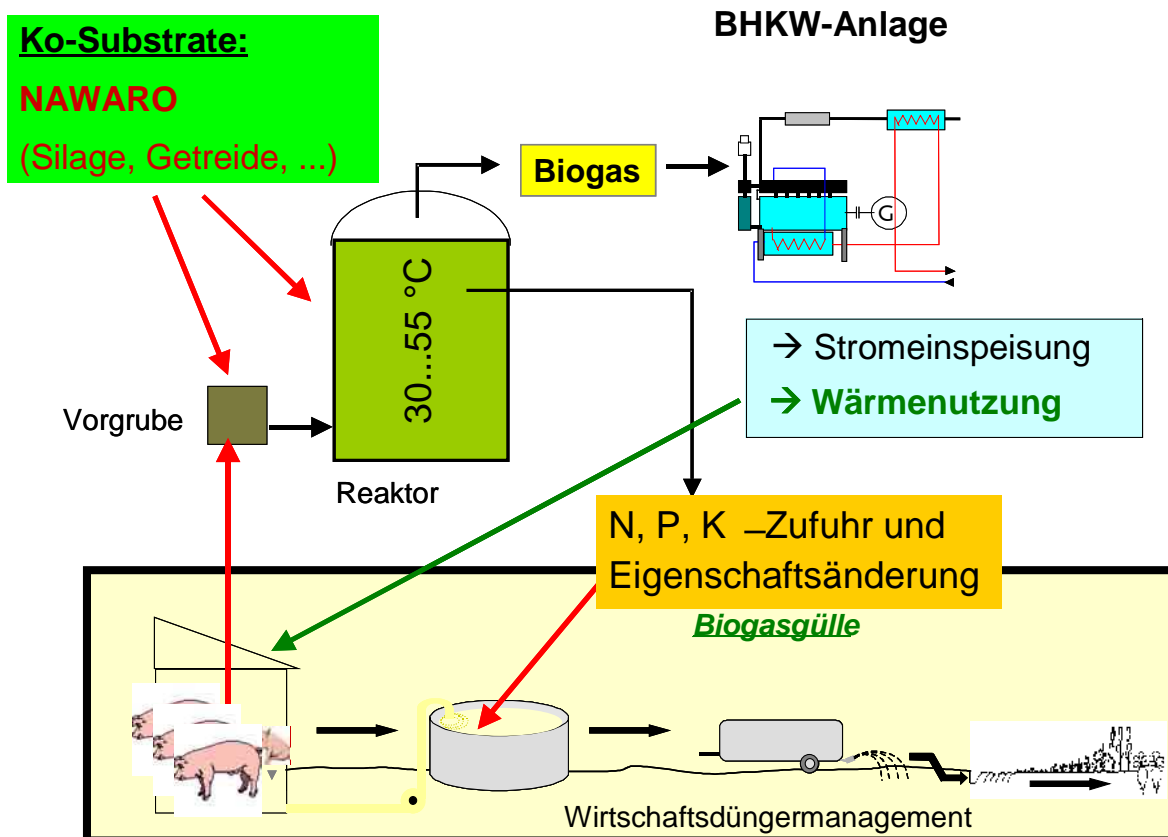 BHKW-Anlage
Ko-Substrate:
NAWARO
(Silage, Getreide, ...)
Biogas
G
30...55 °C
→ Stromeinspeisung
→ Wärmenutzung
Vorgrube
Reaktor
N, P, K –Zufuhr und
Eigenschaftsänderung
Biogasgülle
Wirtschaftsdüngermanagement